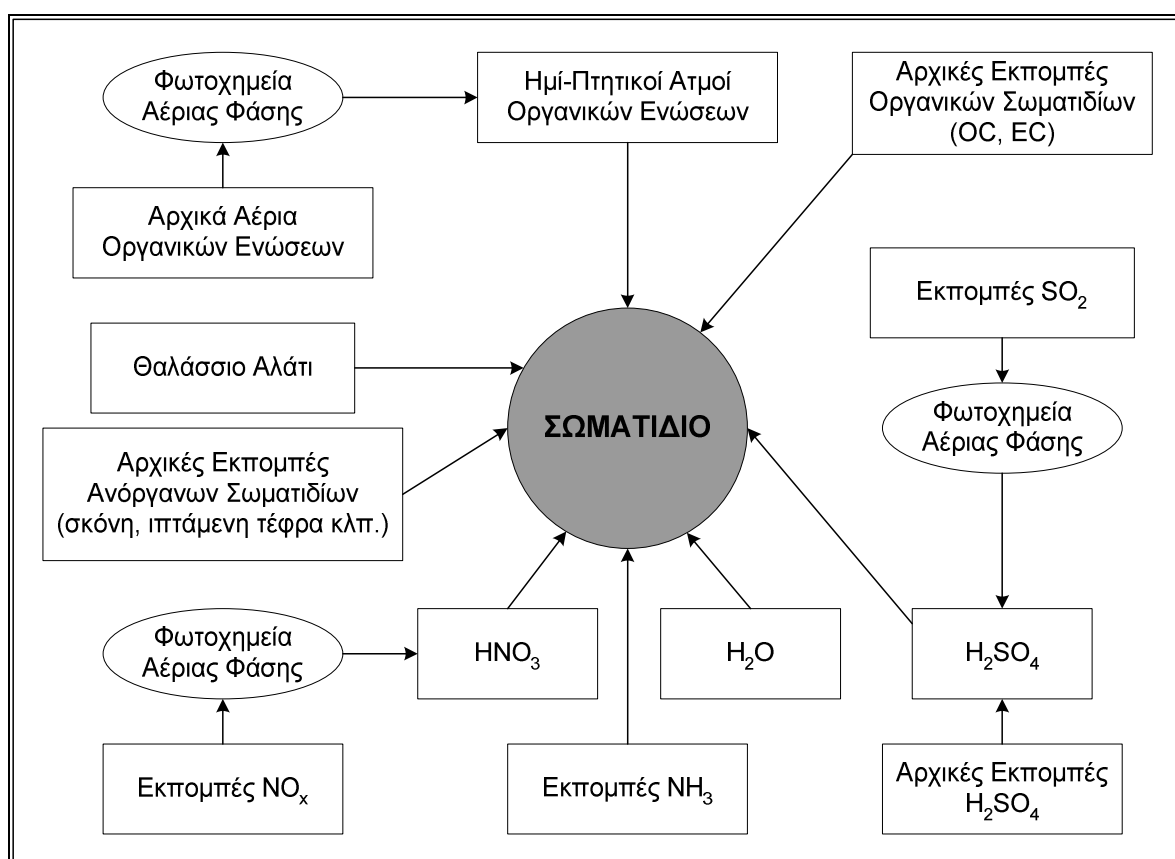 Φωτοχημεία
Αέριας Φάσης
Ημί-Πτητικοί Ατμοί
Οργανικών Ενώσεων
Αρχικές Εκπομπές
Οργανικών Σωματιδίων
(OC, EC)
Αρχικά Αέρια
Οργανικών Ενώσεων
Εκπομπές SO₂
Θαλάσσιο Αλάτι
ΣΩΜΑΤΙΔΙΟ
Φωτοχημεία
Αέριας Φάσης
Αρχικές Εκπομπές
Ανόργανων Σωματιδίων
(σκόνη, ιπτάμενη τέφρα κλπ.)
Φωτοχημεία
Αέριας Φάσης
HNO₃
H₂O
H₂SO₄
Εκπομπές NOₓ
Εκπομπές NH₃
Αρχικές Εκπομπές
H₂SO₄